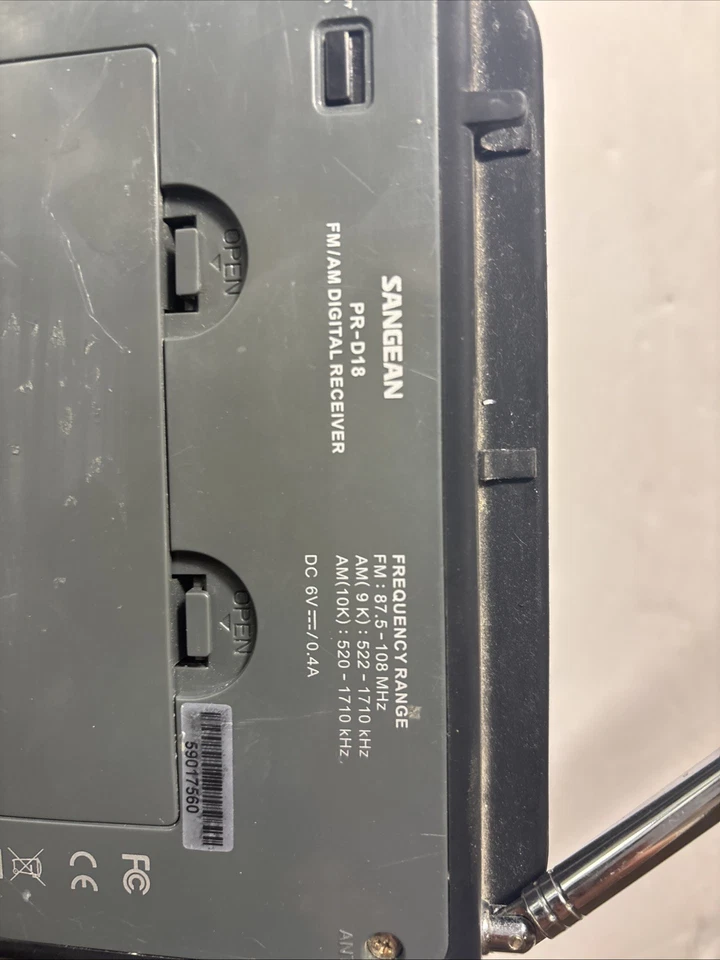 SANGEAN
PR-D18
FM/AM DIGITAL RECEIVER
FREQUENCY RANGE
FM : 87.5 - 108 MHz
AM( 9 K) : 522 - 1710 kHz
AM(10K) : 520 - 1710 kHz
DC 6V⎓/0.4A
OPEN
OPEN
59017560
FC
CE
ANT